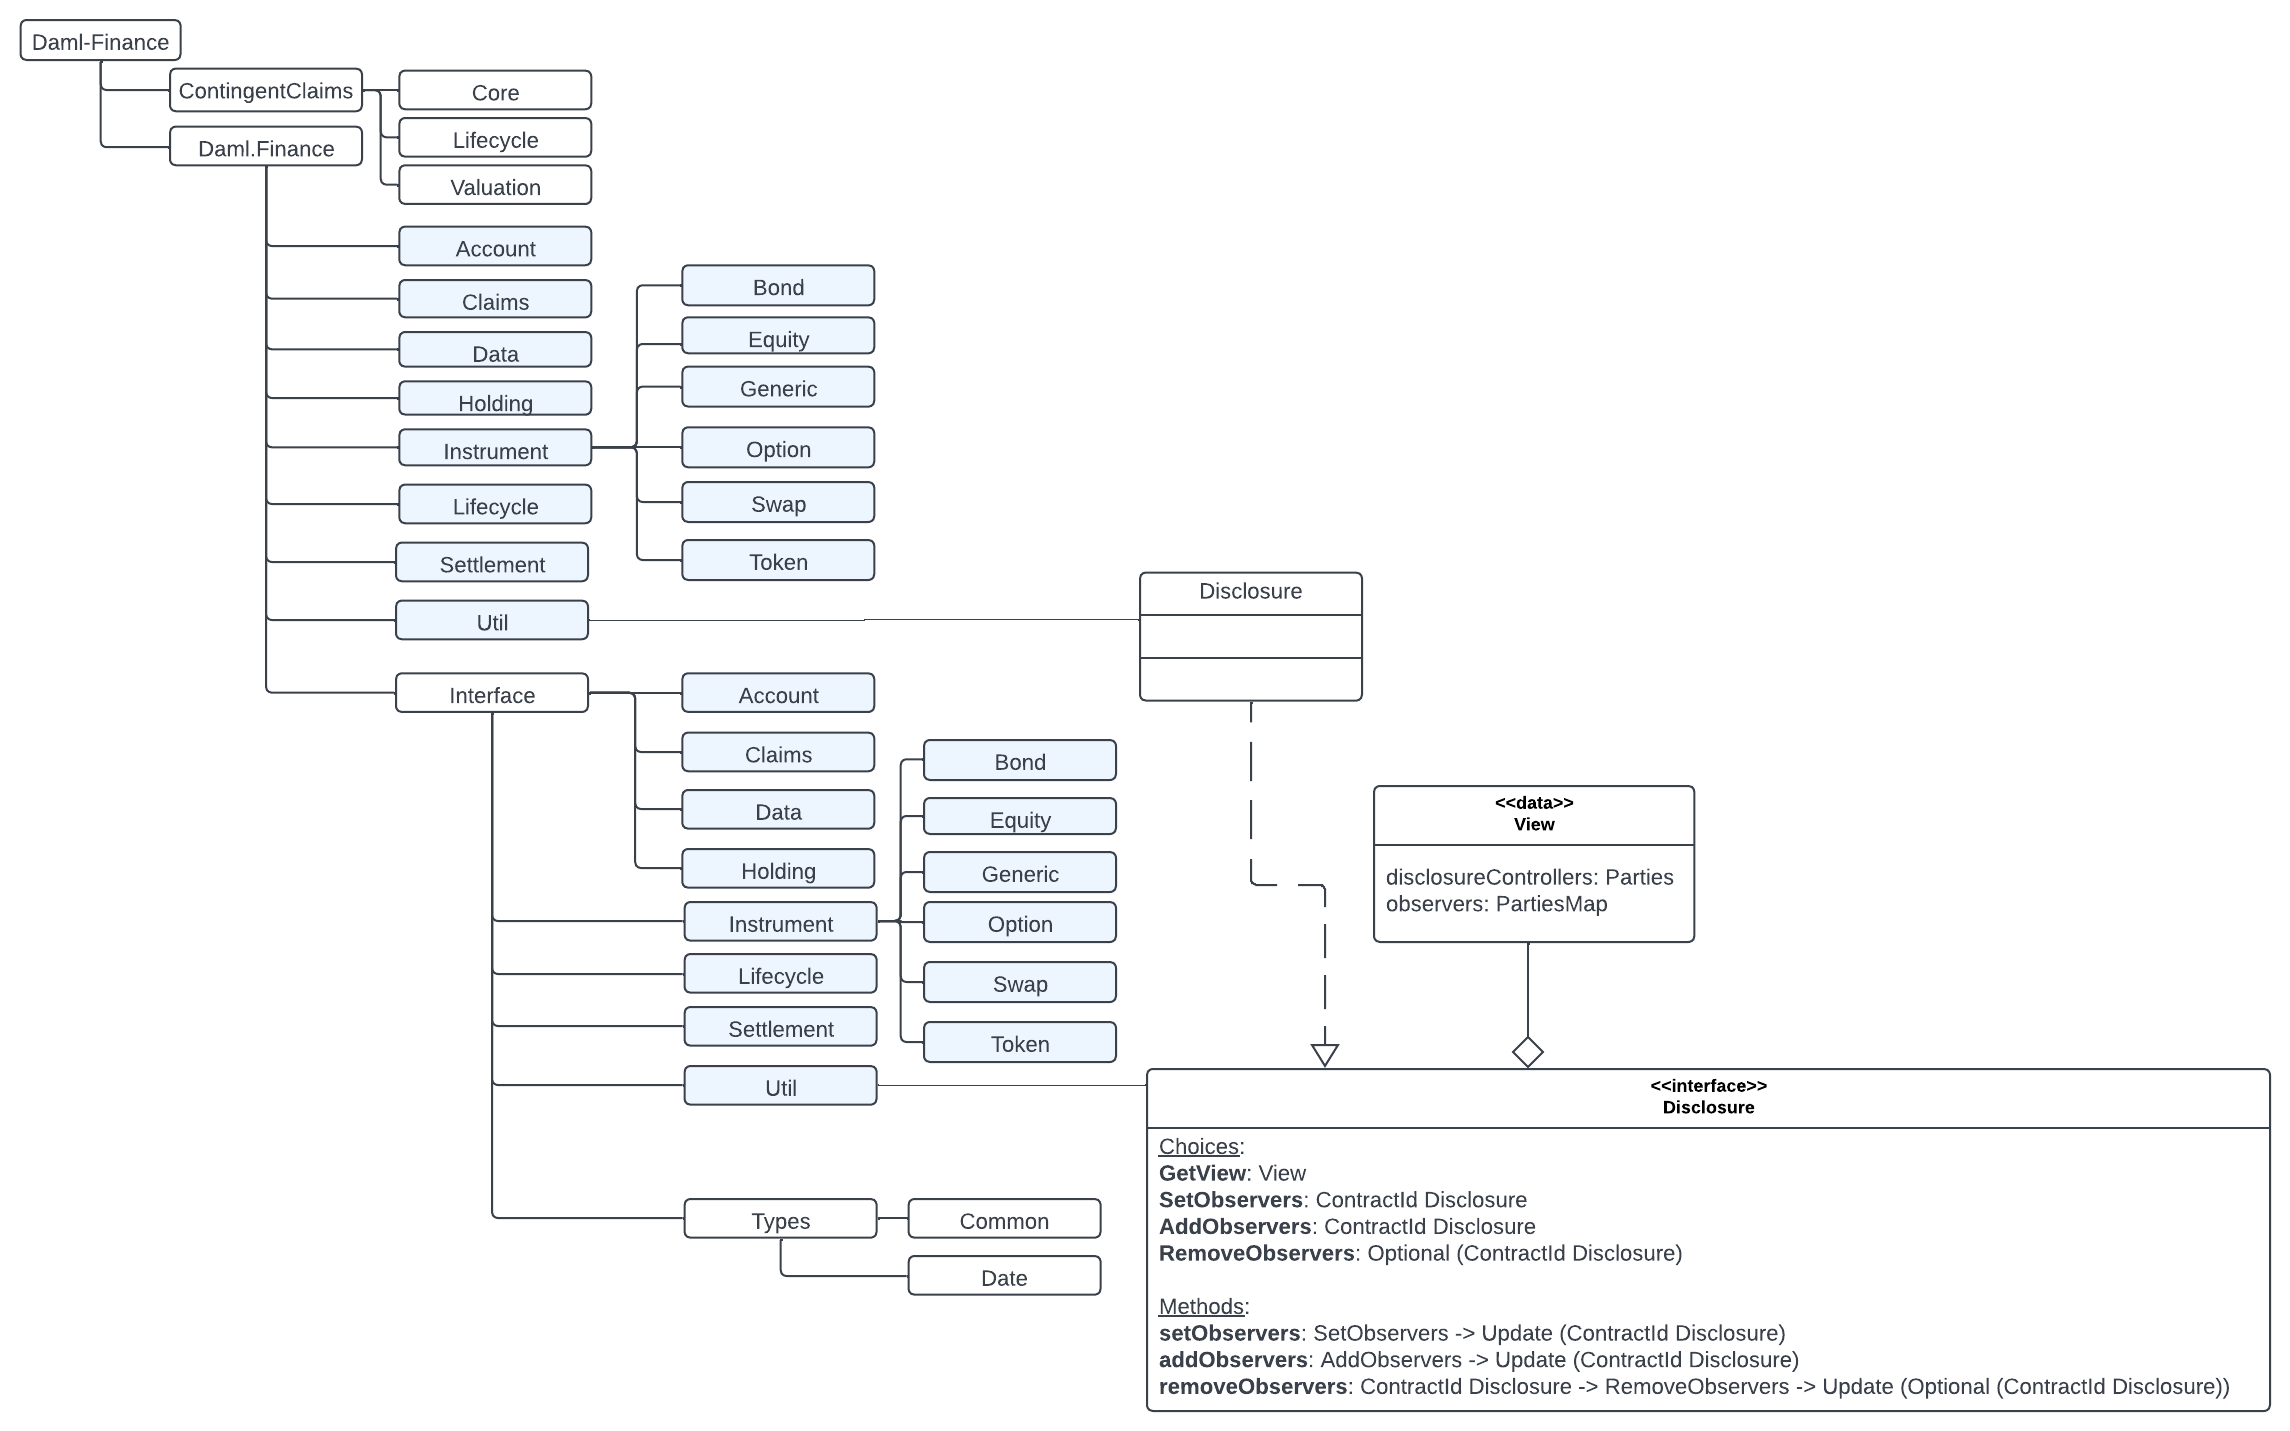 Daml-Finance
ContingentClaims
Core
Lifecycle
Valuation
Daml.Finance
Account
Claims
Data
Holding
Instrument
Bond
Equity
Generic
Option
Swap
Token
Lifecycle
Settlement
Util
Disclosure
Interface
Account
Claims
Data
Holding
Instrument
Bond
Equity
Generic
Option
Swap
Token
Lifecycle
Settlement
Util
Types
Common
Date
<<data>>
View
disclosureControllers: Parties
observers: PartiesMap
<<interface>>
Disclosure
Choices:
GetView: View
SetObservers: ContractId Disclosure
AddObservers: ContractId Disclosure
RemoveObservers: Optional (ContractId Disclosure)
Methods:
setObservers: SetObservers -> Update (ContractId Disclosure)
addObservers: AddObservers -> Update (ContractId Disclosure)
removeObservers: ContractId Disclosure -> RemoveObservers -> Update (Optional (ContractId Disclosure))